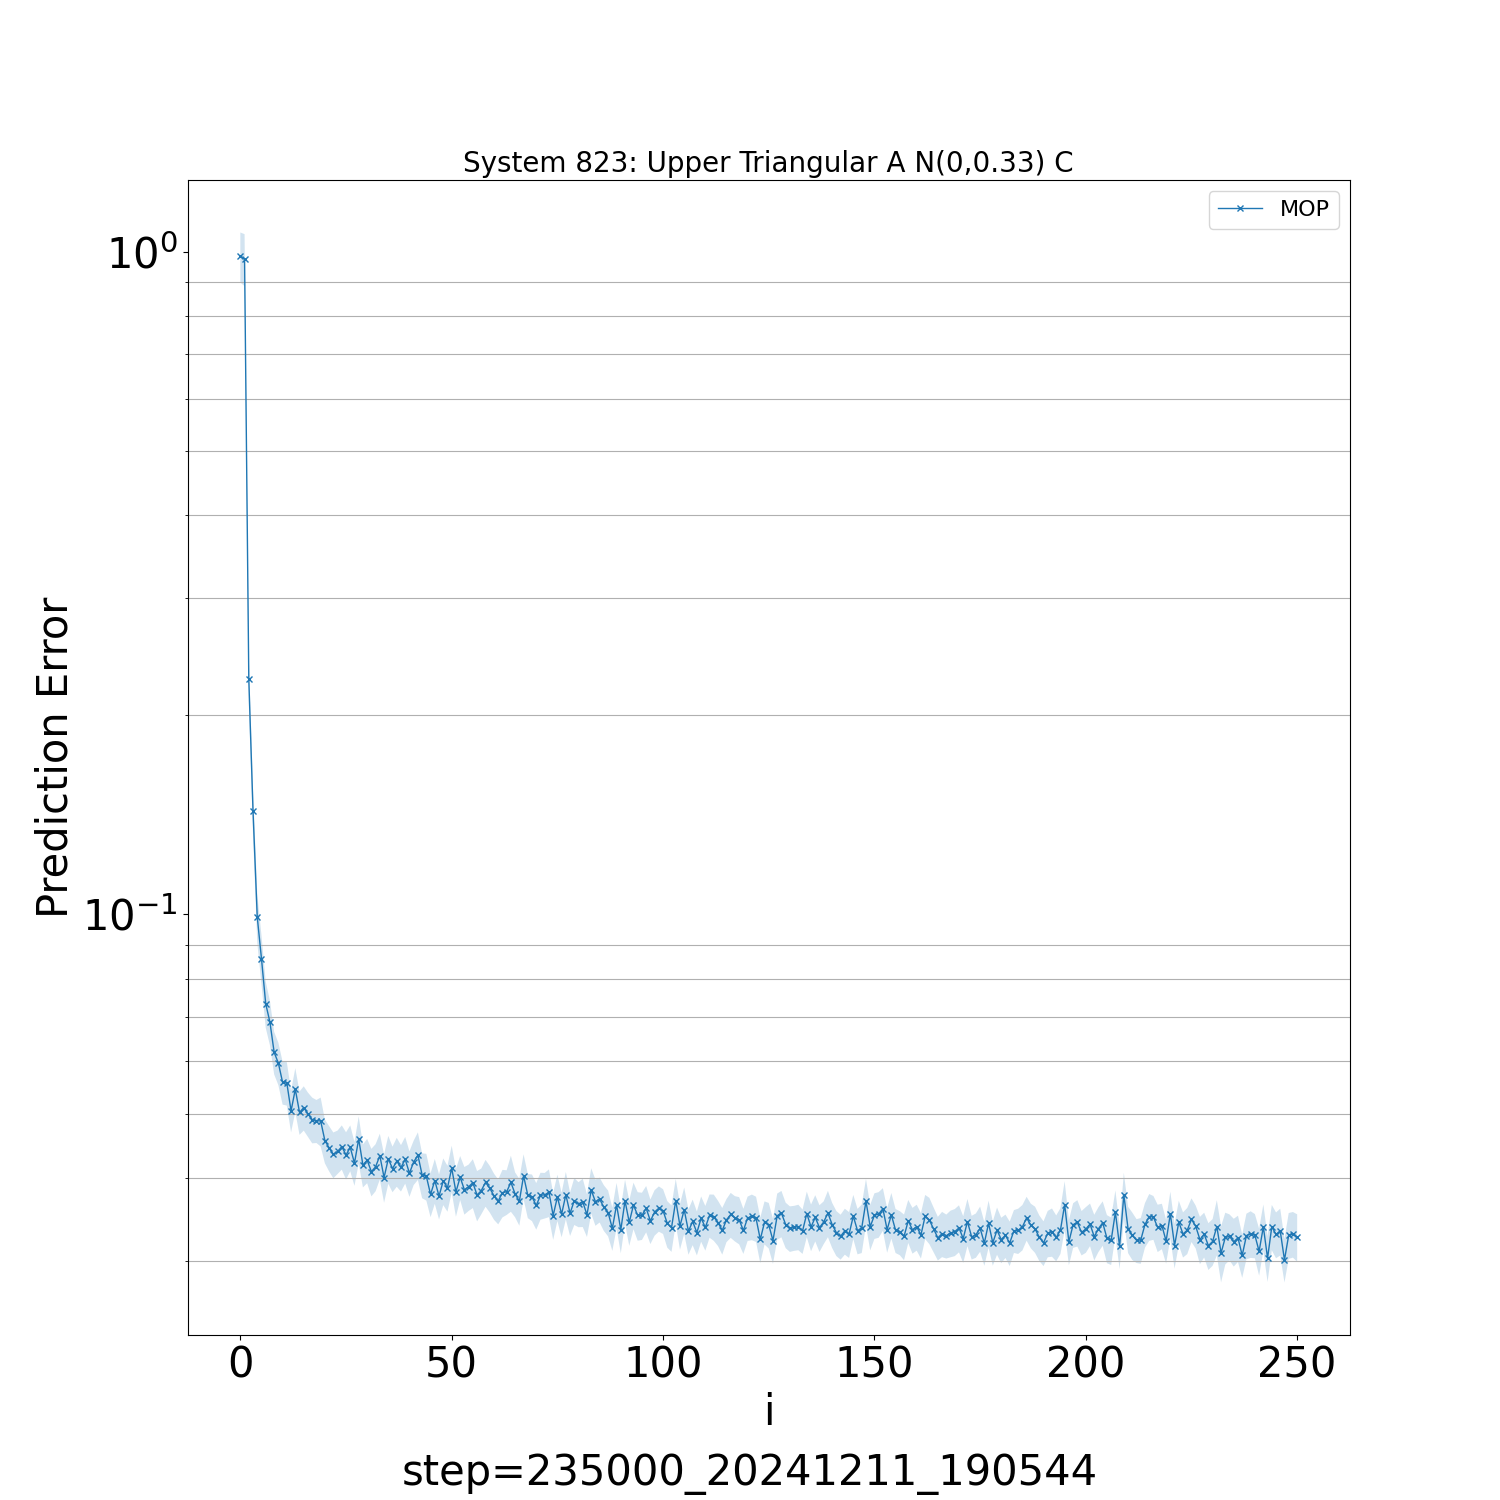 System 823: Upper Triangular A N(0,0.33) C
MOP
10⁰
10⁻¹
Prediction Error
0 50 100 150 200 250
i
step=235000_20241211_190544